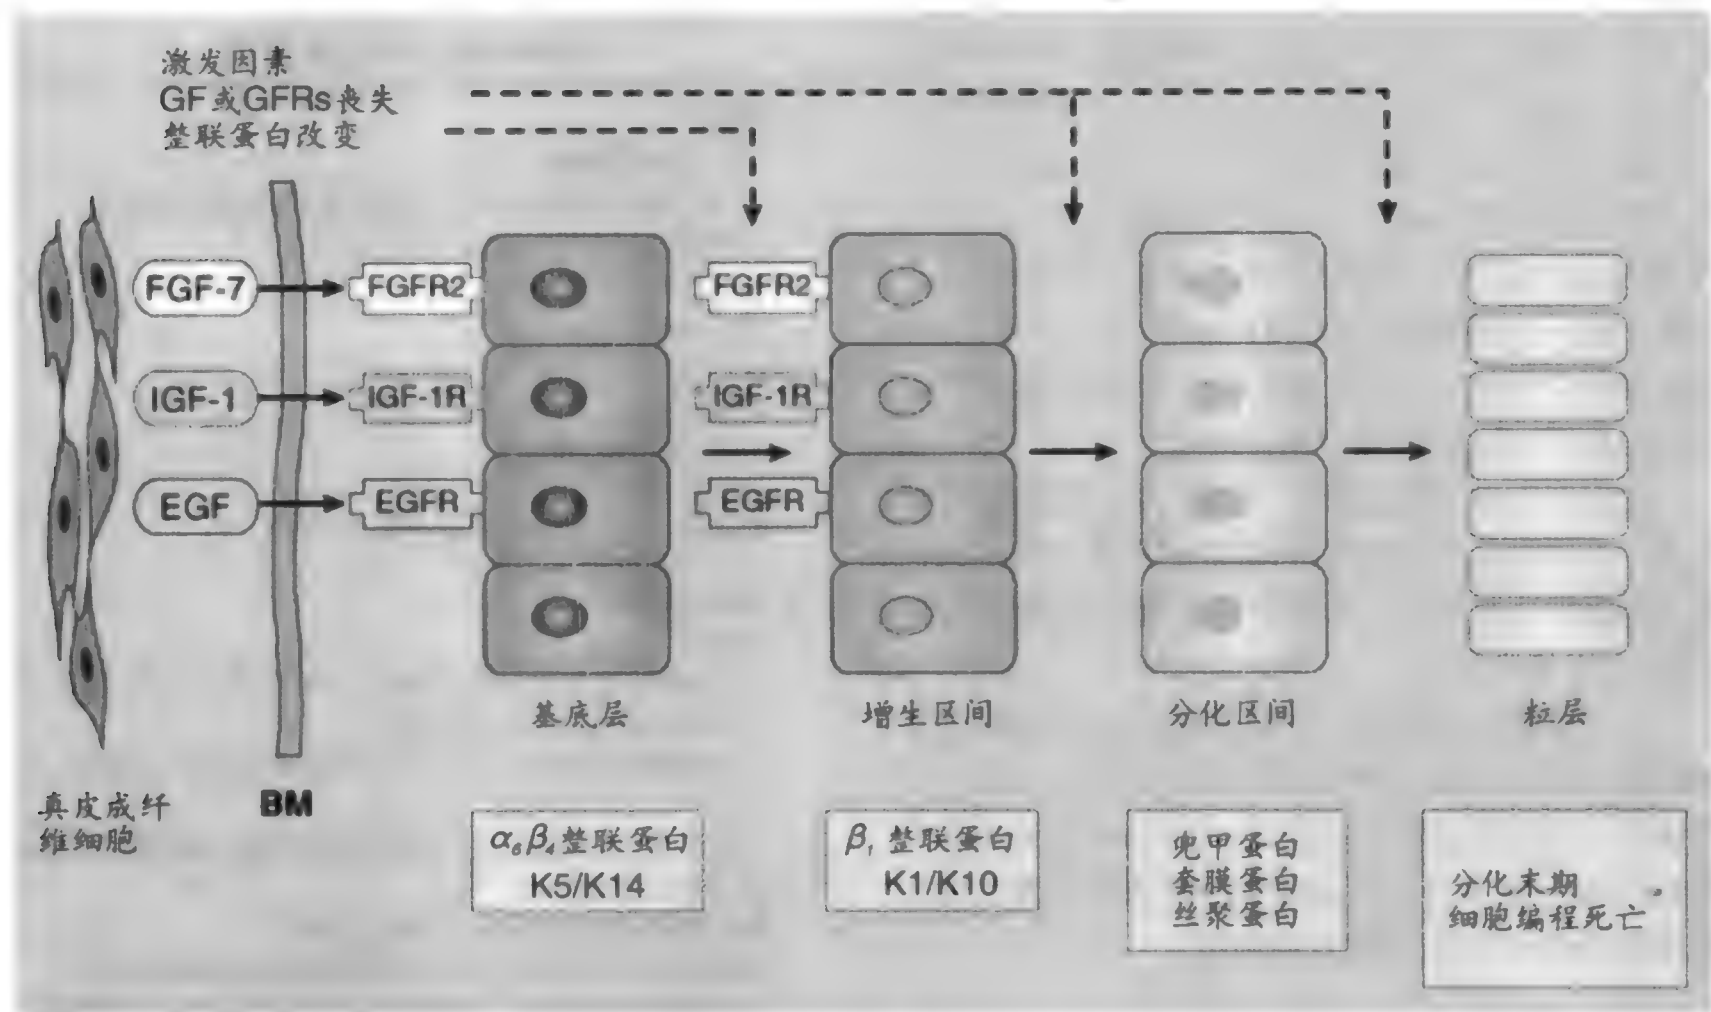 激发因素
GF或GFRs丧失
整联蛋白改变
FGF-7
FGFR2
FGFR2
IGF-1
IGF-1R
IGF-1R
EGF
EGFR
EGFR
基底层
增生区间
分化区间
粒层
真皮成纤
维细胞
BM
α₆β₄整联蛋白
K5/K14
β₁ 整联蛋白
K1/K10
兜甲蛋白
套膜蛋白
丝聚蛋白
分化末期
细胞编程死亡